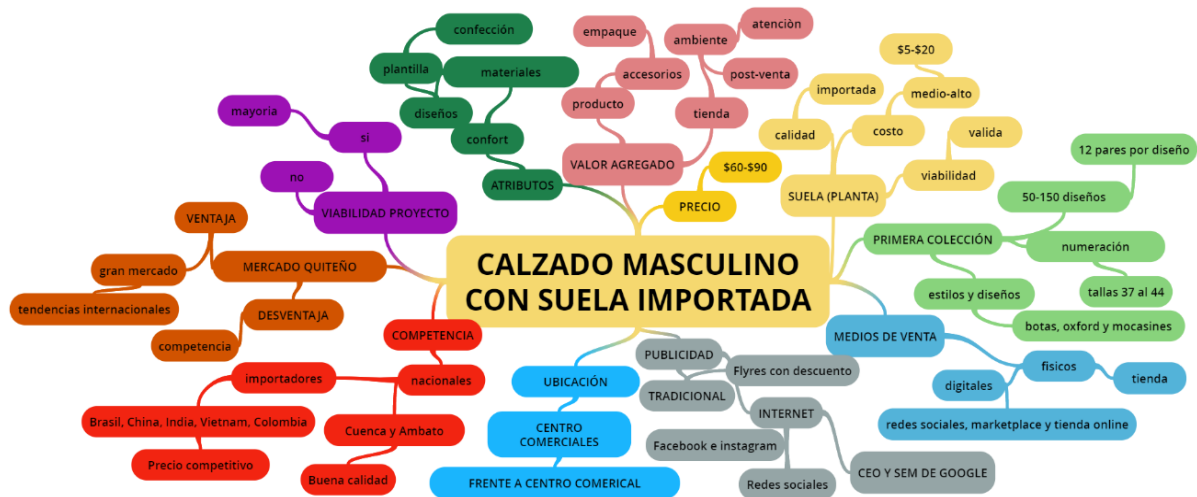 CALZADO MASCULINO
CON SUELA IMPORTADA
ATRIBUTOS
confort
materiales
diseños
plantilla
confección
VALOR AGREGADO
producto
accesorios
empaque
tienda
ambiente
atenciòn
post-venta
PRECIO
$60-$90
SUELA (PLANTA)
calidad
importada
costo
medio-alto
$5-$20
viabilidad
valida
PRIMERA COLECCIÓN
50-150 diseños
12 pares por diseño
numeración
tallas 37 al 44
estilos y diseños
botas, oxford y mocasines
MEDIOS DE VENTA
fisicos
tienda
digitales
redes sociales, marketplace y tienda online
PUBLICIDAD
Flyres con descuento
TRADICIONAL
INTERNET
Facebook e instagram
Redes sociales
CEO Y SEM DE GOOGLE
UBICACIÓN
CENTRO
COMERCIALES
FRENTE A CENTRO COMERICAL
COMPETENCIA
nacionales
importadores
Brasil, China, India, Vietnam, Colombia
Precio competitivo
Cuenca y Ambato
Buena calidad
MERCADO QUITEÑO
VENTAJA
gran mercado
tendencias internacionales
DESVENTAJA
competencia
VIABILIDAD PROYECTO
si
mayoria
no